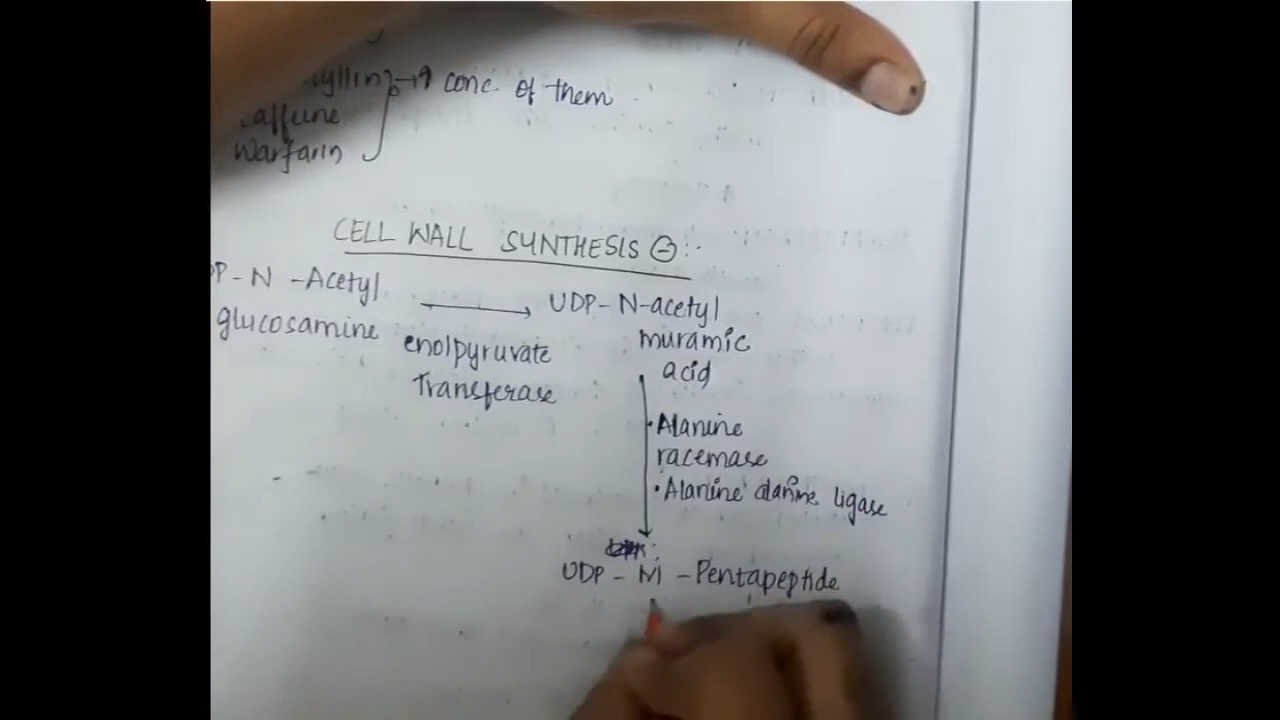 conc. of them
caffeine
Warfarin
CELL WALL SYNTHESIS ⊖:-
P-N-Acetyl
glucosamine
enolpyruvate
Transferase
UDP-N-acetyl
muramic
acid
• Alanine
racemase
• Alanine alanine ligase
UDP - M - Pentapeptide